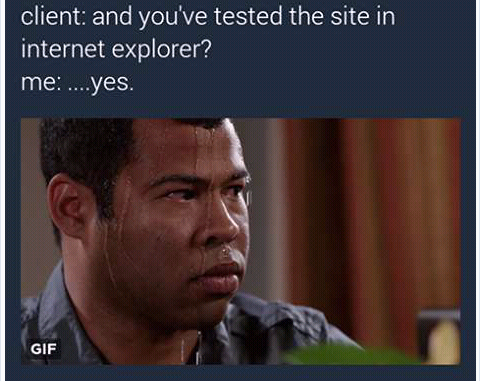 client: and you've tested the site in
internet explorer?
me: ....yes.
GIF